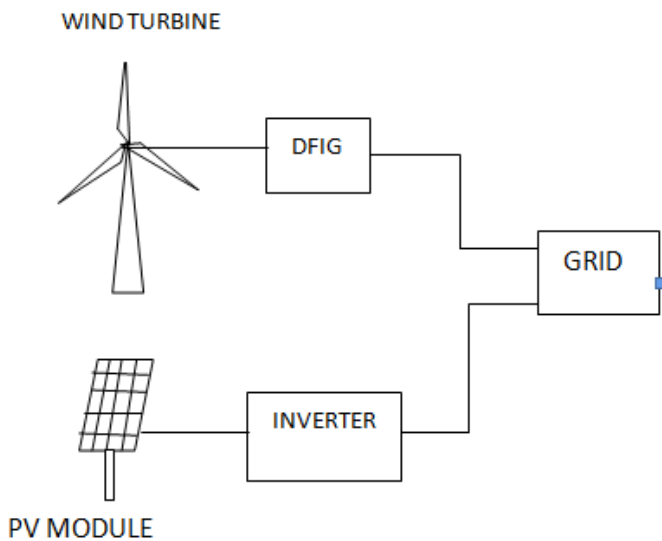 WIND TURBINE
DFIG
GRID
INVERTER
PV MODULE